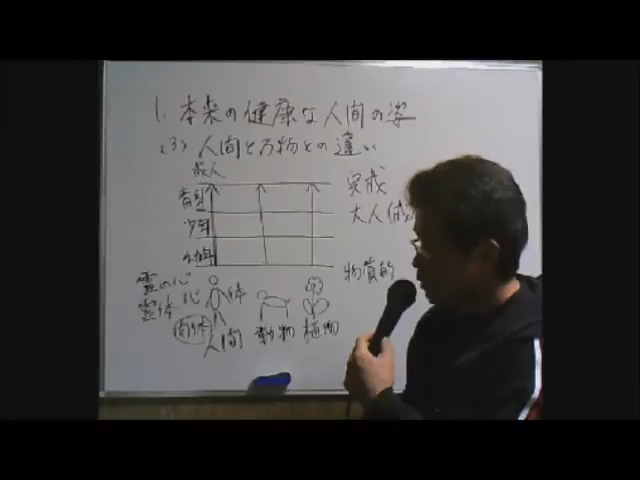 1. 本来の健康な人間の姿
(3) 人間と万物との違い
成人
完成
青年
大人(成
少年
幼年
物質的
霊の心
霊体 心 体
肉体
人間 動物 植物